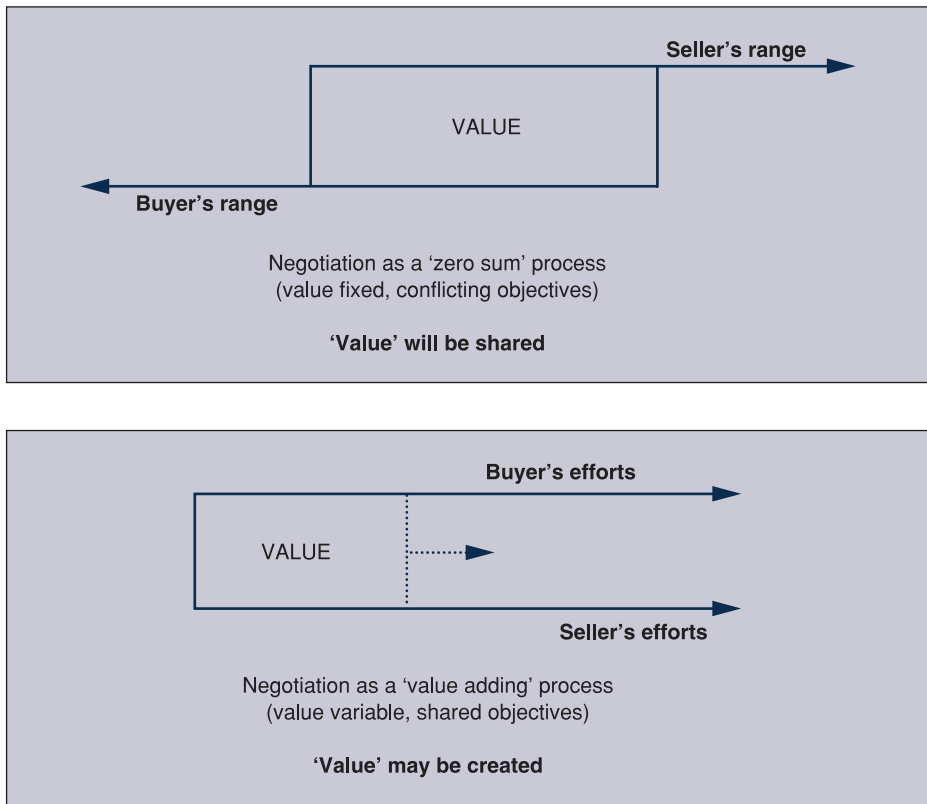 Seller’s range
VALUE
Buyer’s range
Negotiation as a ‘zero sum’ process
(value fixed, conflicting objectives)
‘Value’ will be shared
Buyer’s efforts
VALUE
Seller’s efforts
Negotiation as a ‘value adding’ process
(value variable, shared objectives)
‘Value’ may be created